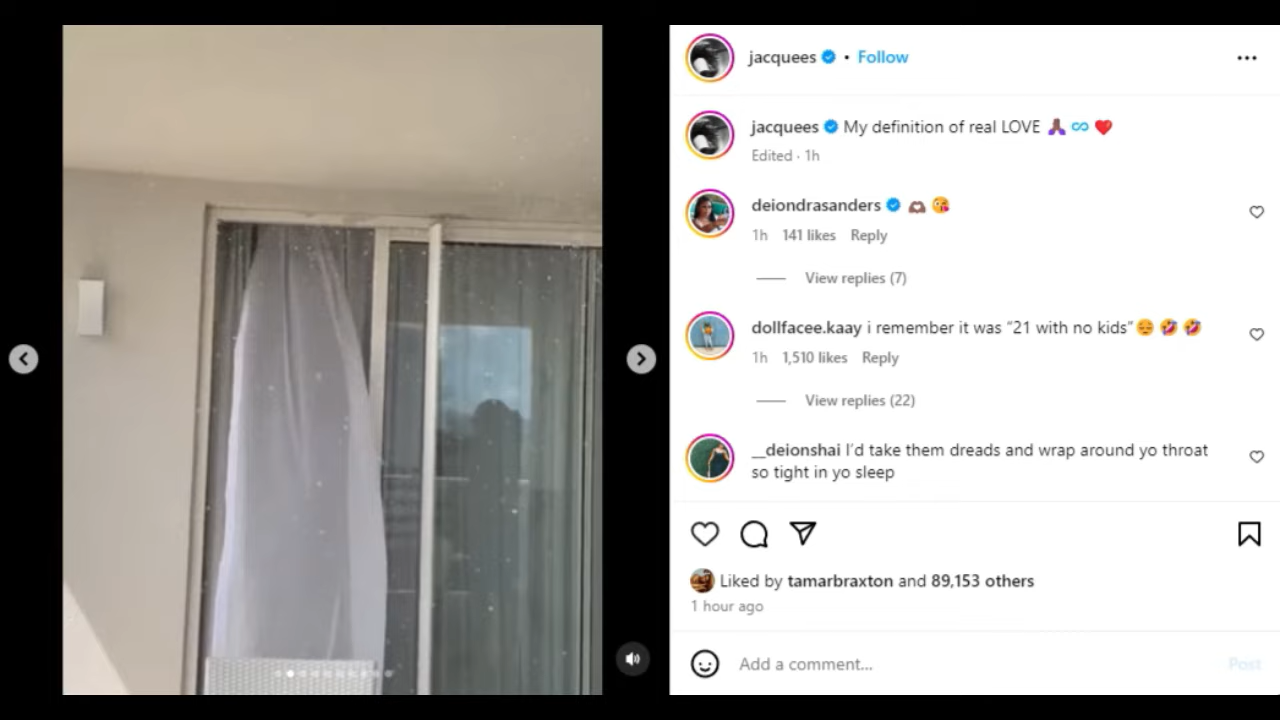 jacquees • Follow
jacquees My definition of real LOVE 🙏🏾 ♾️ ❤️
Edited · 1h
deiondrasanders 🫶🏾 😘
1h 141 likes Reply
View replies (7)
dollfacee.kaay i remember it was “21 with no kids”😔 🤣 🤣
1h 1,510 likes Reply
View replies (22)
__deionshai I’d take them dreads and wrap around yo throat
so tight in yo sleep
Liked by tamarbraxton and 89,153 others
1 hour ago
Add a comment...
Post